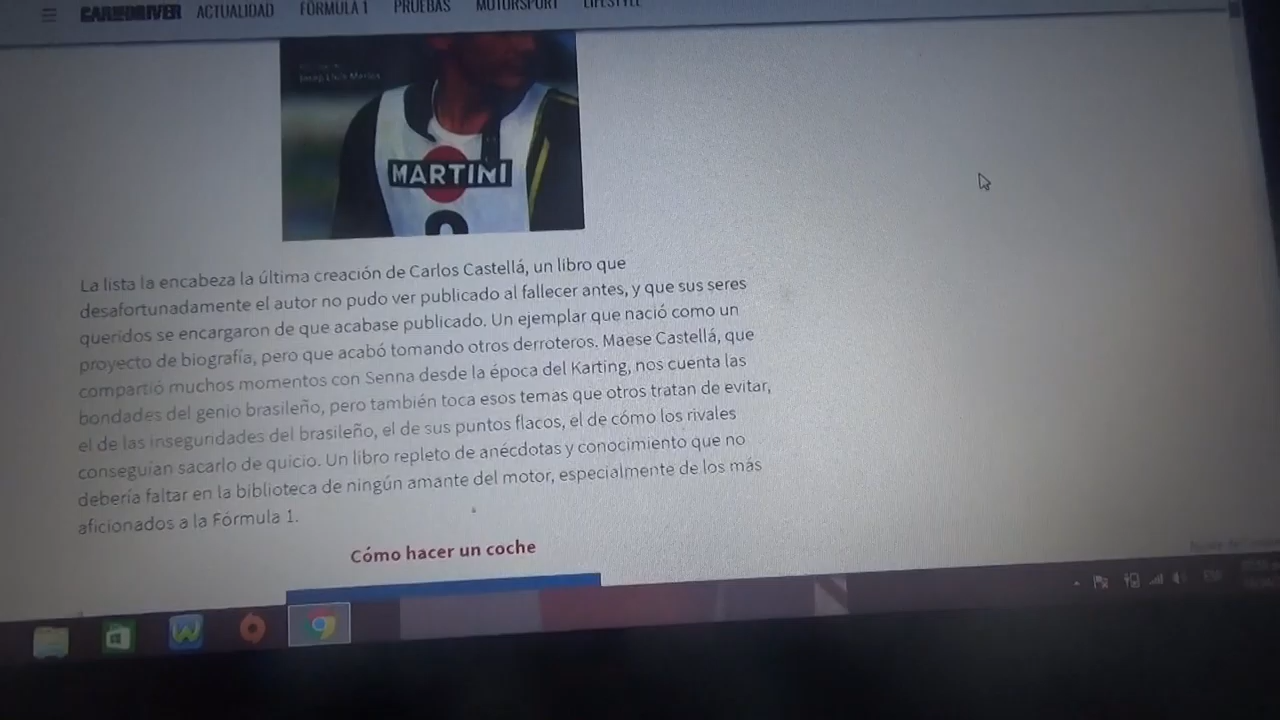 CAR AND DRIVER ACTUALIDAD FÓRMULA 1 PRUEBAS MOTORSPORT LIFESTYLE
MARTINI
La lista la encabeza la última creación de Carlos Castellá, un libro que
desafortunadamente el autor no pudo ver publicado al fallecer antes, y que sus seres
queridos se encargaron de que acabase publicado. Un ejemplar que nació como un
proyecto de biografía, pero que acabó tomando otros derroteros. Maese Castellá, que
compartió muchos momentos con Senna desde la época del Karting, nos cuenta las
bondades del genio brasileño, pero también toca esos temas que otros tratan de evitar,
el de las inseguridades del brasileño, el de sus puntos flacos, el de cómo los rivales
conseguían sacarlo de quicio. Un libro repleto de anécdotas y conocimiento que no
debería faltar en la biblioteca de ningún amante del motor, especialmente de los más
aficionados a la Fórmula 1.
Cómo hacer un coche